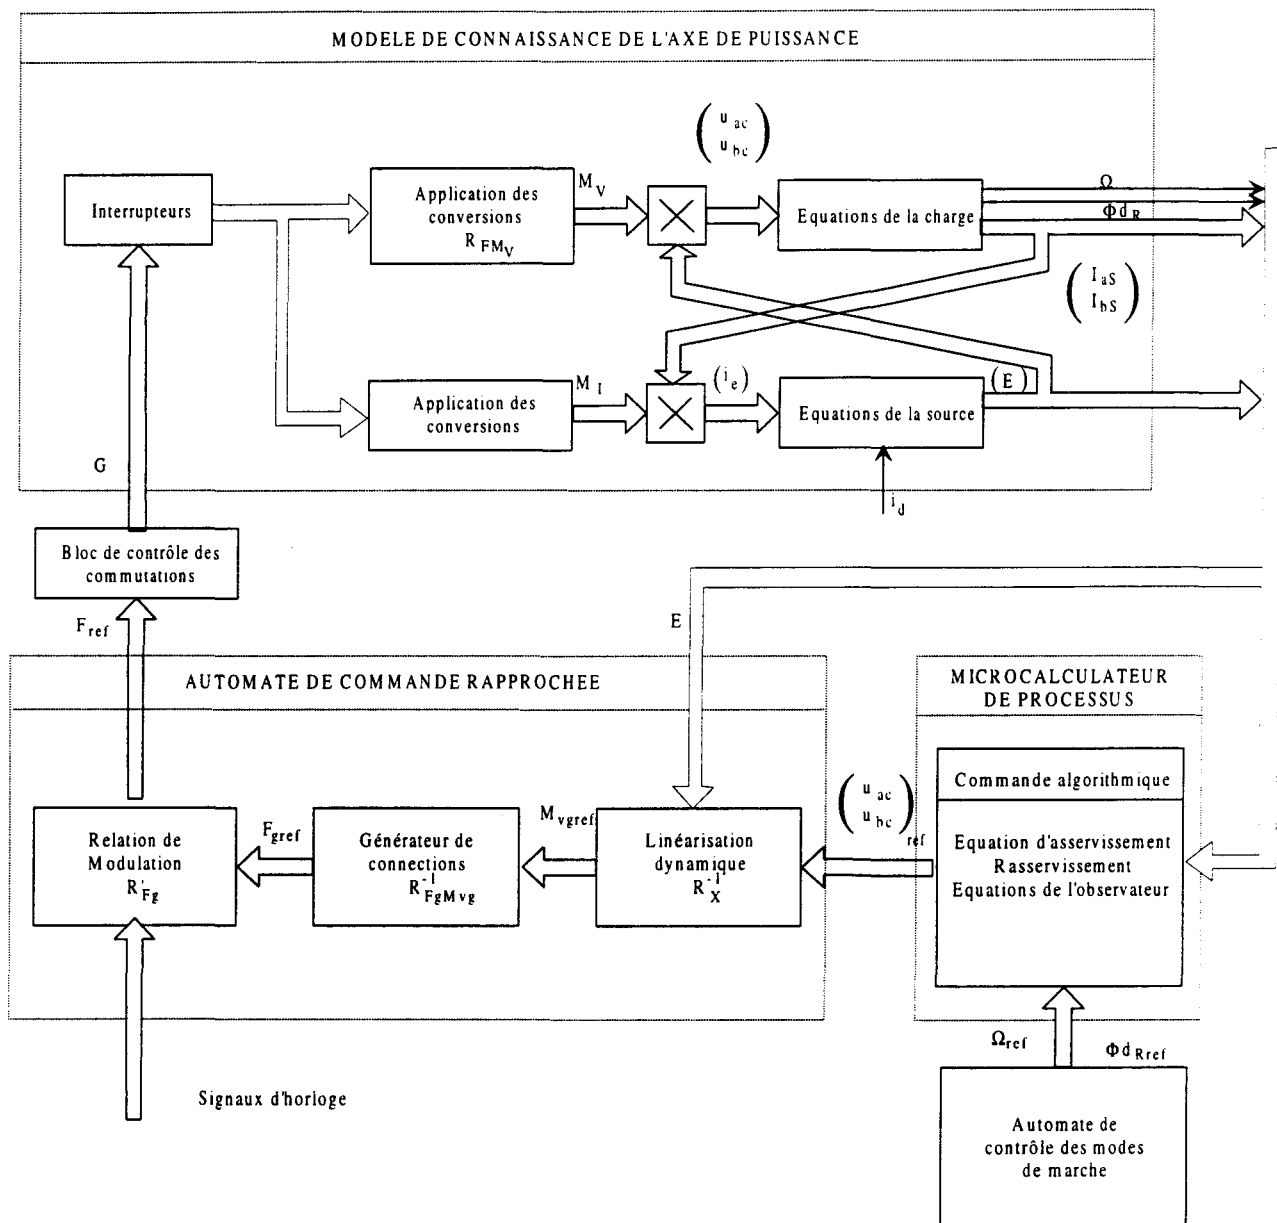 MODELE DE CONNAISSANCE DE L'AXE DE PUISSANCE
u ac
u bc
Interrupteurs
Application des
conversions
R FM V
M V
Equations de la charge
Ω
Φd R
I aS
I bS
Application des
conversions
M I
(i e)
Equations de la source
(E)
i d
G
Bloc de contrôle des
commutations
F ref
E
AUTOMATE DE COMMANDE RAPPROCHEE
MICROCALCULATEUR
DE PROCESSUS
Relation de
Modulation
R'Fg
F gref
Générateur de
connections
R -1 FgMvg
M vgref
Linéarisation
dynamique
R -1 X
u ac
u bc
ref
Commande algorithmique
Equation d'asservissement
Rasservissement
Equations de l'observateur
Ω ref
Φd Rref
Signaux d'horloge
Automate de
contrôle des modes
de marche